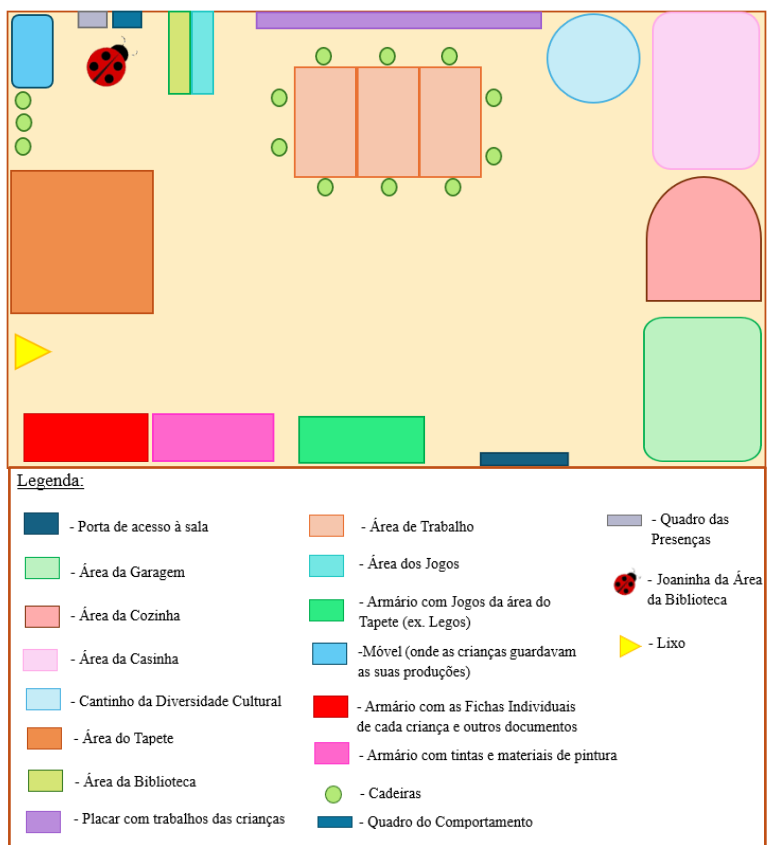 Legenda:
- Porta de acesso à sala
- Área da Garagem
- Área da Cozinha
- Área da Casinha
- Cantinho da Diversidade Cultural
- Área do Tapete
- Área da Biblioteca
- Placar com trabalhos das crianças
- Área de Trabalho
- Área dos Jogos
- Armário com Jogos da área do
Tapete (ex. Legos)
-Móvel (onde as crianças guardavam
as suas produções)
- Armário com as Fichas Individuais
de cada criança e outros documentos
- Armário com tintas e materiais de pintura
- Cadeiras
- Quadro do Comportamento
- Quadro das
Presenças
- Joaninha da Área
da Biblioteca
- Lixo